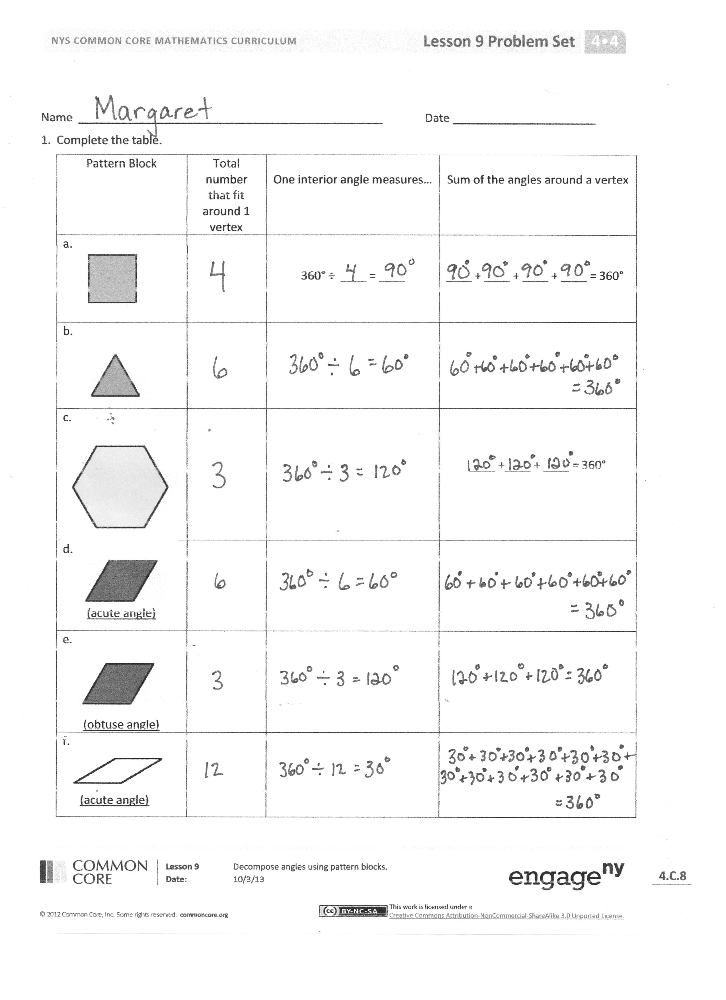 NYS COMMON CORE MATHEMATICS CURRICULUM Lesson 9 Problem Set 4•4
Name Margaret Date
1. Complete the table.
Pattern Block
Total
number
that fit
around 1
vertex
One interior angle measures...
Sum of the angles around a vertex
a.
4
360° ÷ 4 = 90°
90° + 90° + 90° + 90° = 360°
b.
6
360° ÷ 6 = 60°
60° + 60° + 60° + 60° + 60° + 60°
= 360°
c.
3
360° ÷ 3 = 120°
120° + 120° + 120° = 360°
d.
(acute angle)
6
360° ÷ 6 = 60°
60° + 60° + 60° + 60° + 60° + 60°
= 360°
e.
(obtuse angle)
3
360° ÷ 3 = 120°
120° + 120° + 120° = 360°
f.
(acute angle)
12
360° ÷ 12 = 30°
30° + 30° + 30° + 30° + 30° + 30° +
30° + 30° + 30° + 30° + 30° + 30°
= 360°
COMMON
CORE
Lesson 9 Decompose angles using pattern blocks.
Date: 10/3/13
engage ny
4.C.8
© 2012 Common Core, Inc. Some rights reserved. commoncore.org
cc BY-NC-SA
This work is licensed under a
Creative Commons Attribution-NonCommercial-ShareAlike 3.0 Unported License.